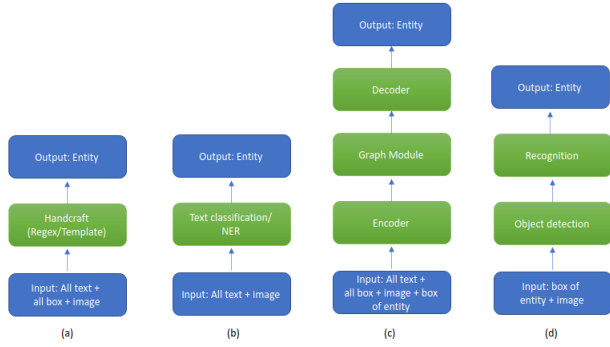 Output: Entity
Handcraft
(Regex/Template)
Input: All text +
all box + image
(a)
Output: Entity
Text classification/
NER
Input: All text + image
(b)
Output: Entity
Decoder
Graph Module
Encoder
Input: All text +
all box + image + box
of entity
(c)
Output: Entity
Recognition
Object detection
Input: box of
entity + image
(d)